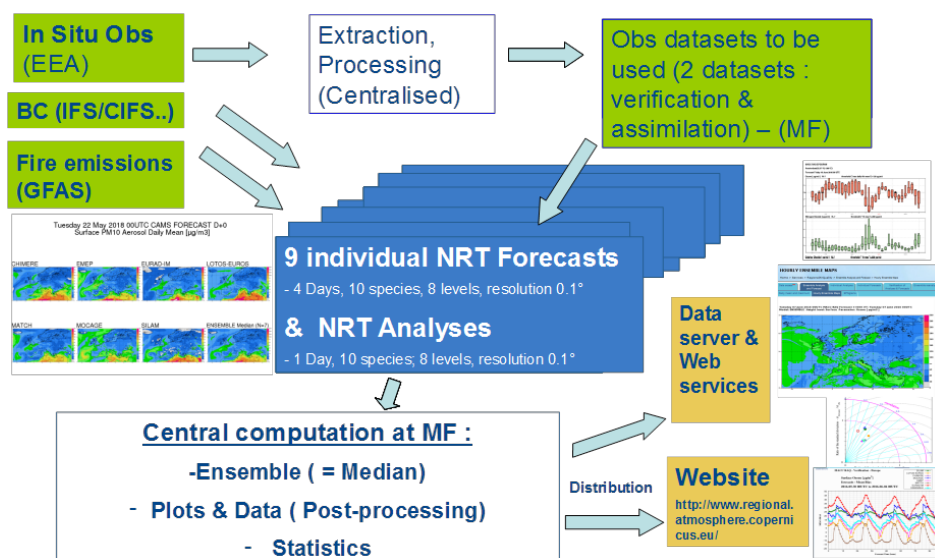 In Situ Obs
(EEA)
Extraction,
Processing
(Centralised)
Obs datasets to be
used (2 datasets :
verification &
assimilation) – (MF)
BC (IFS/CIFS..)
Fire emissions
(GFAS)
Tuesday 22 May 2018 00UTC CAMS FORECAST D+0
Surface PM10 Aerosol Daily Mean [µg/m3]
CHIMERE EMEP EURAD-IM LOTOS-EUROS
MATCH MOCAGE SILAM ENSEMBLE Median (N=7)
9 individual NRT Forecasts
- 4 Days, 10 species, 8 levels, resolution 0.1°
& NRT Analyses
- 1 Day, 10 species; 8 levels, resolution 0.1°
HOURLY ENSEMBLE MAPS
Data
server &
Web
services
Central computation at MF :
-Ensemble ( = Median)
- Plots & Data ( Post-processing)
- Statistics
Distribution
Website
http://www.regional.
atmosphere.coperni
cus.eu/